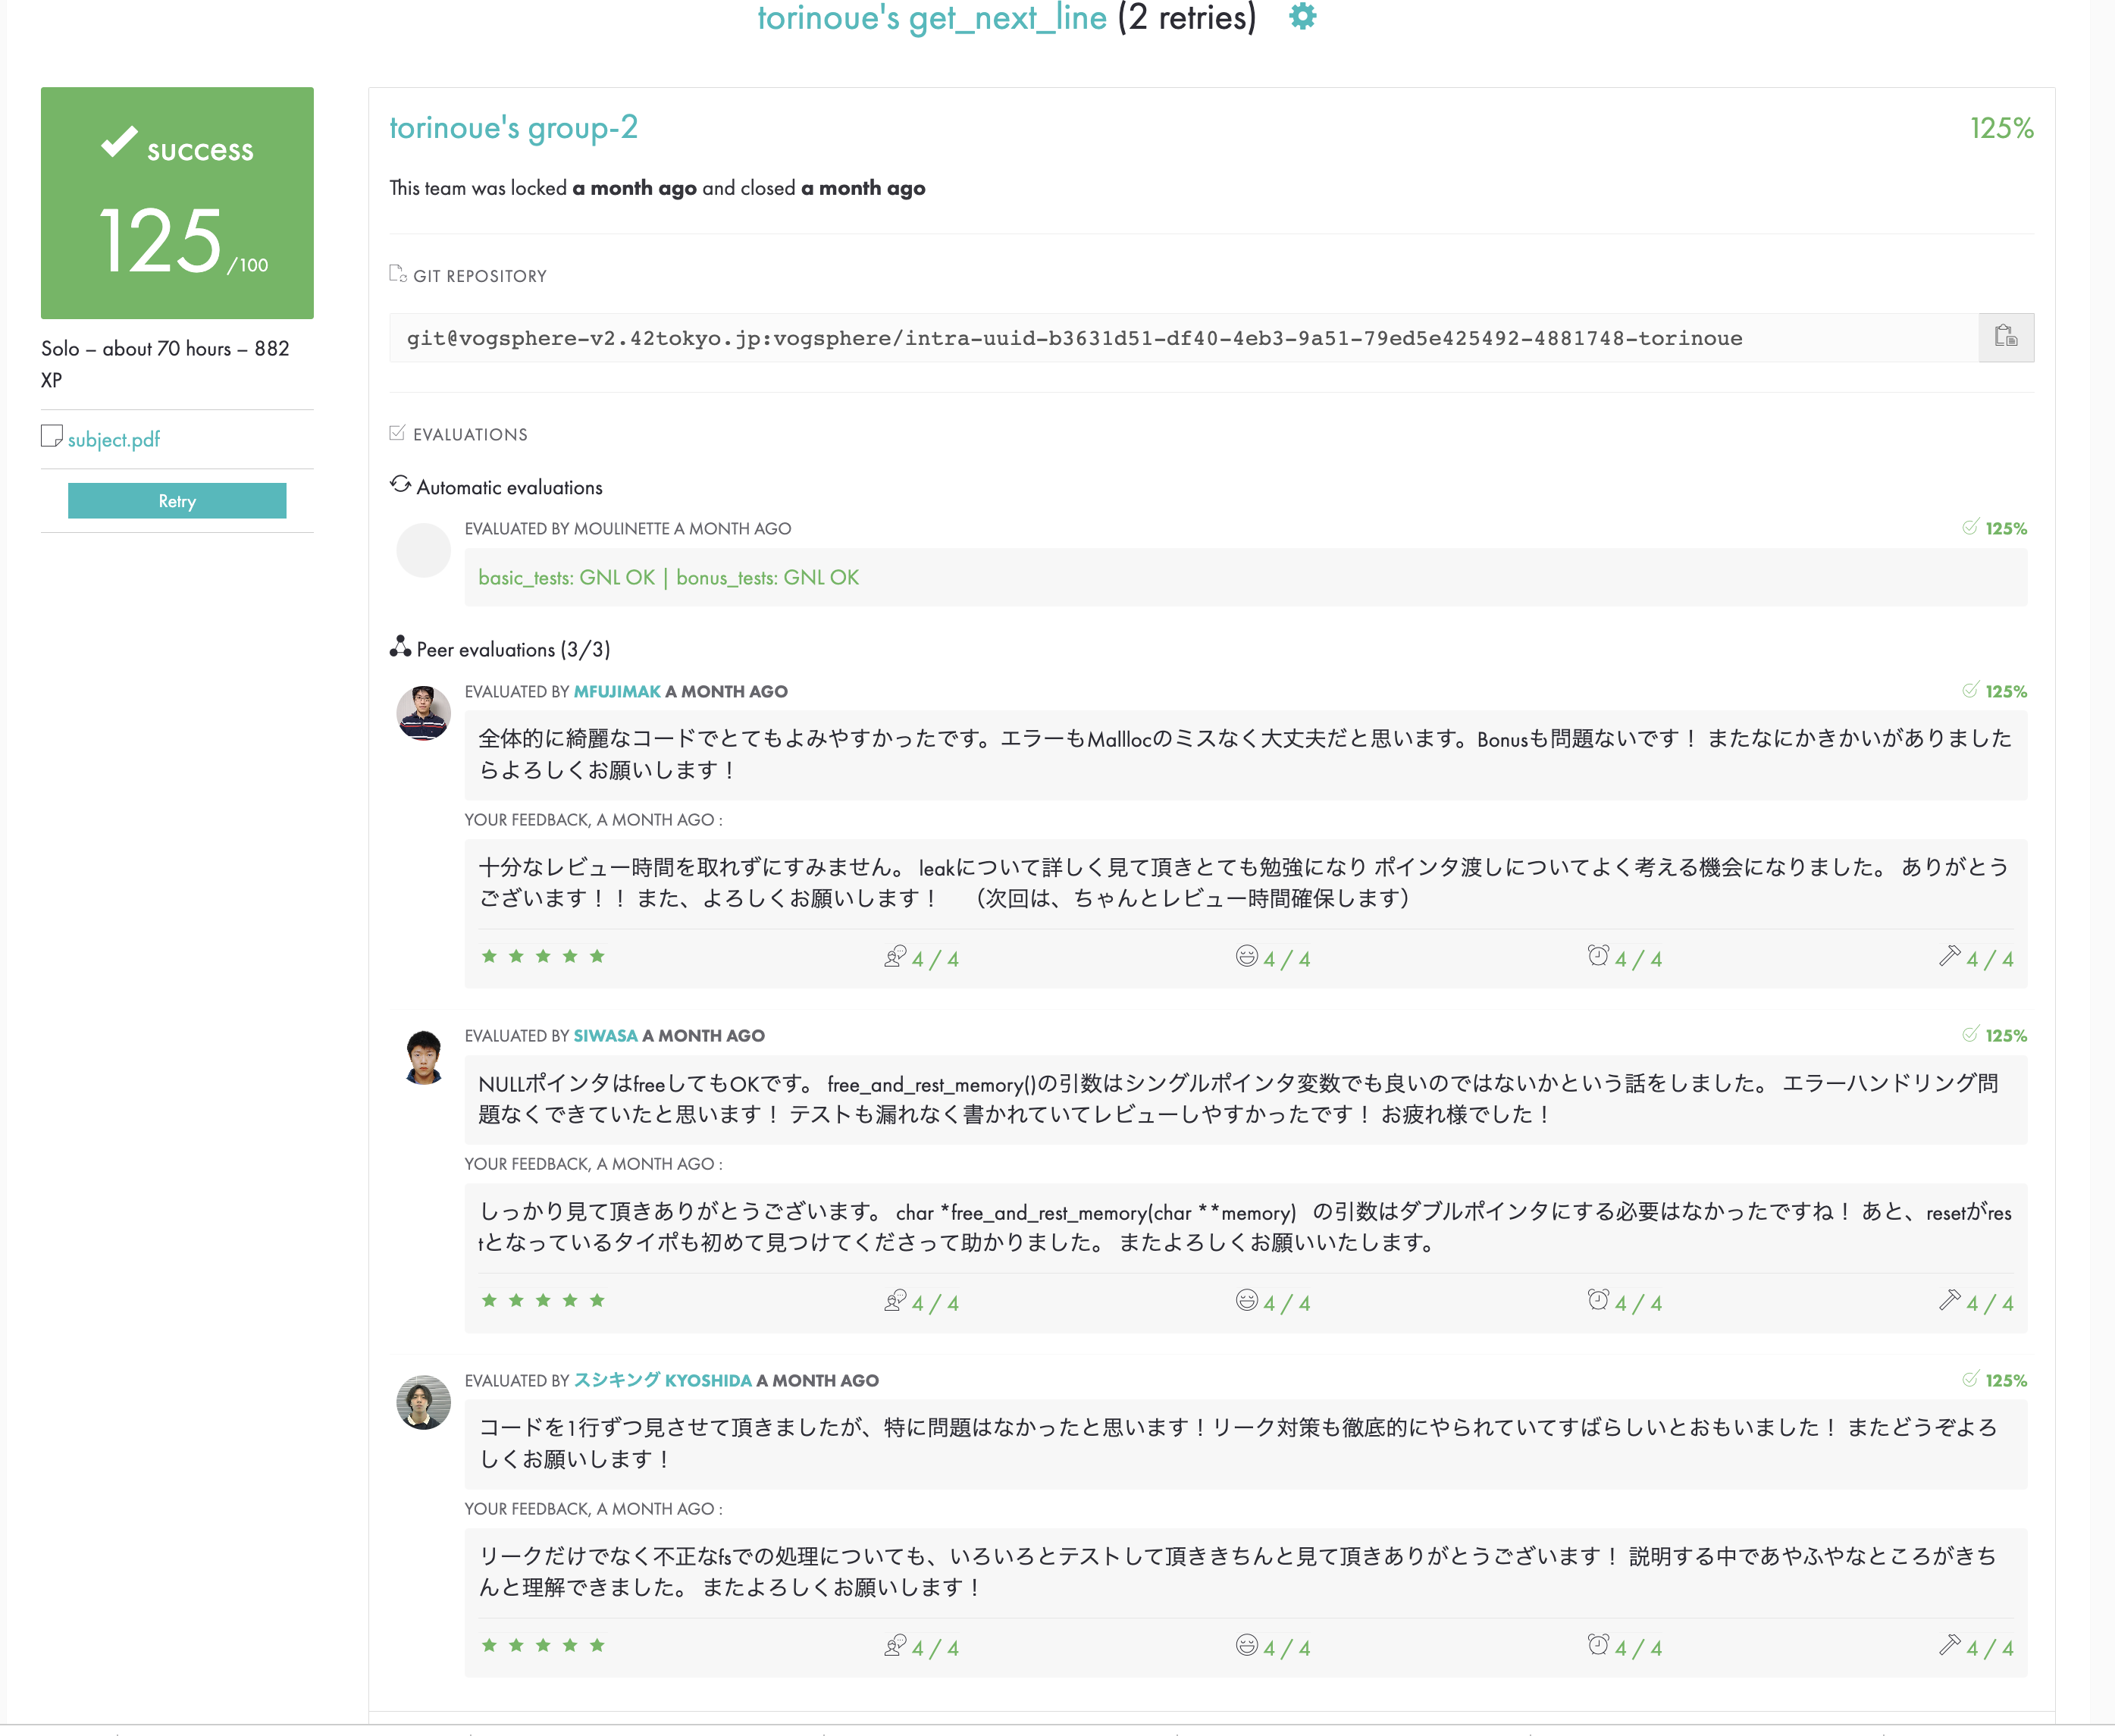 torinoue's get_next_line (2 retries)
success
125 /100
Solo – about 70 hours – 882
XP
subject.pdf
Retry
torinoue's group-2
125%
This team was locked a month ago and closed a month ago
GIT REPOSITORY
git@vogsphere-v2.42tokyo.jp:vogsphere/intra-uuid-b3631d51-df40-4eb3-9a51-79ed5e425492-4881748-torinoue
EVALUATIONS
Automatic evaluations
EVALUATED BY MOULINETTE A MONTH AGO
125%
basic_tests: GNL OK | bonus_tests: GNL OK
Peer evaluations (3/3)
EVALUATED BY MFUJIMAK A MONTH AGO
125%
全体的に綺麗なコードでとてもよみやすかったです。エラーもMalllocのミスなく大丈夫だと思います。Bonusも問題ないです！ またなにかきかいがありました
らよろしくお願いします！
YOUR FEEDBACK, A MONTH AGO :
十分なレビュー時間を取れずにすみません。 leakについて詳しく見て頂きとても勉強になり ポインタ渡しについてよく考える機会になりました。 ありがとう
ございます！！ また、よろしくお願いします！　（次回は、ちゃんとレビュー時間確保します）
4 / 4
4 / 4
4 / 4
4 / 4
EVALUATED BY SIWASA A MONTH AGO
125%
NULLポインタはfreeしてもOKです。 free_and_rest_memory()の引数はシングルポインタ変数でも良いのではないかという話をしました。 エラーハンドリング問
題なくできていたと思います！ テストも漏れなく書かれていてレビューしやすかったです！ お疲れ様でした！
YOUR FEEDBACK, A MONTH AGO :
しっかり見て頂きありがとうございます。 char *free_and_rest_memory(char **memory) の引数はダブルポインタにする必要はなかったですね！ あと、resetがres
tとなっているタイポも初めて見つけてくださって助かりました。 またよろしくお願いいたします。
4 / 4
4 / 4
4 / 4
4 / 4
EVALUATED BY スシキング KYOSHIDA A MONTH AGO
125%
コードを1行ずつ見させて頂きましたが、特に問題はなかったと思います！リーク対策も徹底的にやられていてすばらしいとおもいました！ またどうぞよろ
しくお願いします！
YOUR FEEDBACK, A MONTH AGO :
リークだけでなく不正なfsでの処理についても、いろいろとテストして頂ききちんと見て頂きありがとうございます！ 説明する中であやふやなところがきち
んと理解できました。 またよろしくお願いします！
4 / 4
4 / 4
4 / 4
4 / 4